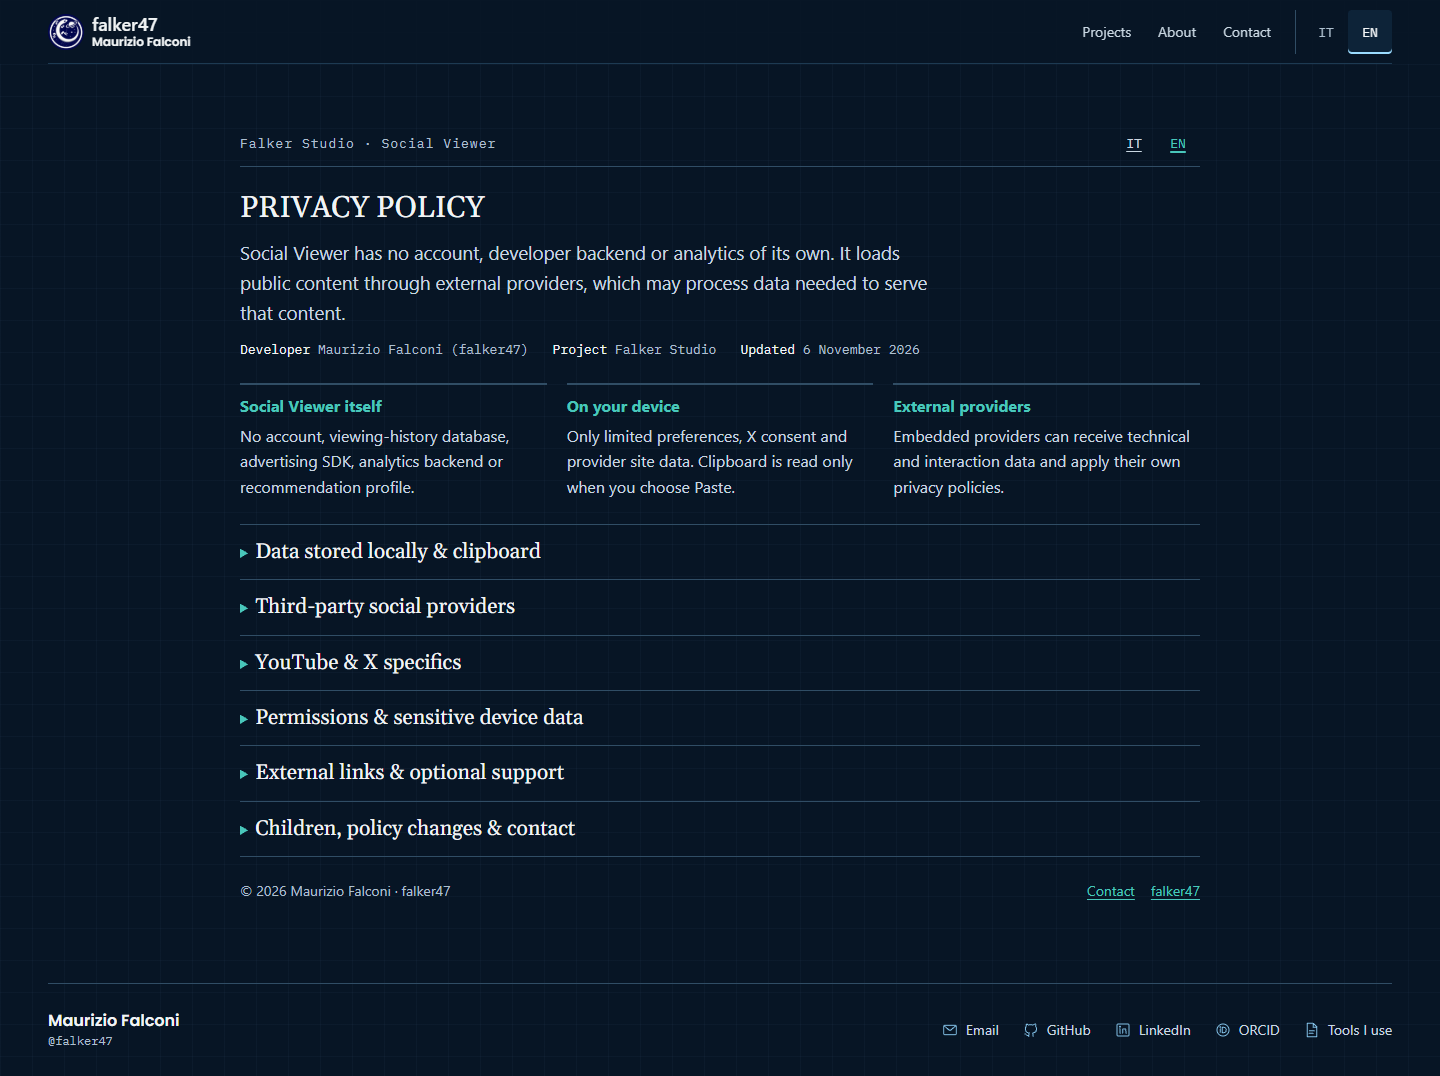 falker47
Maurizio Falconi
Projects
About
Contact
IT
EN
Falker Studio · Social Viewer
IT
EN
PRIVACY POLICY
Social Viewer has no account, developer backend or analytics of its own. It loads
public content through external providers, which may process data needed to serve
that content.
Developer Maurizio Falconi (falker47) Project Falker Studio Updated 6 November 2026
Social Viewer itself
No account, viewing-history database,
advertising SDK, analytics backend or
recommendation profile.
On your device
Only limited preferences, X consent and
provider site data. Clipboard is read only
when you choose Paste.
External providers
Embedded providers can receive technical
and interaction data and apply their own
privacy policies.
Data stored locally & clipboard
Third-party social providers
YouTube & X specifics
Permissions & sensitive device data
External links & optional support
Children, policy changes & contact
© 2026 Maurizio Falconi · falker47
Contact
falker47
Maurizio Falconi
@falker47
Email
GitHub
LinkedIn
ORCID
Tools I use